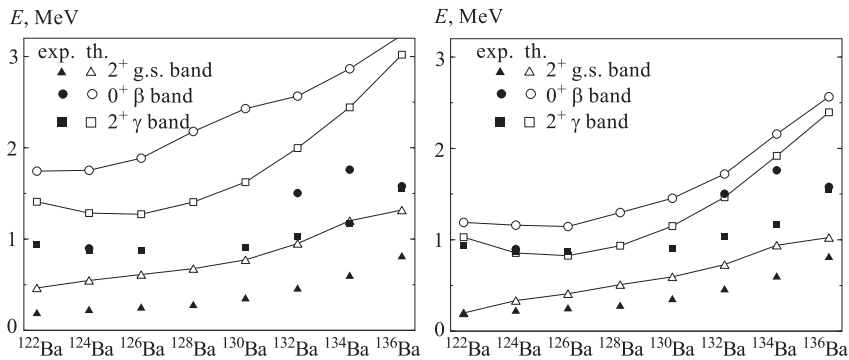 E, MeV
3
2
1
0
exp. th.
▲ △ 2⁺ g.s. band
● ○ 0⁺ β band
■ □ 2⁺ γ band
¹²²Ba ¹²⁴Ba ¹²⁶Ba ¹²⁸Ba ¹³⁰Ba ¹³²Ba ¹³⁴Ba ¹³⁶Ba
E, MeV
3
2
1
0
exp. th.
▲ △ 2⁺ g.s. band
● ○ 0⁺ β band
■ □ 2⁺ γ band
¹²²Ba ¹²⁴Ba ¹²⁶Ba ¹²⁸Ba ¹³⁰Ba ¹³²Ba ¹³⁴Ba ¹³⁶Ba